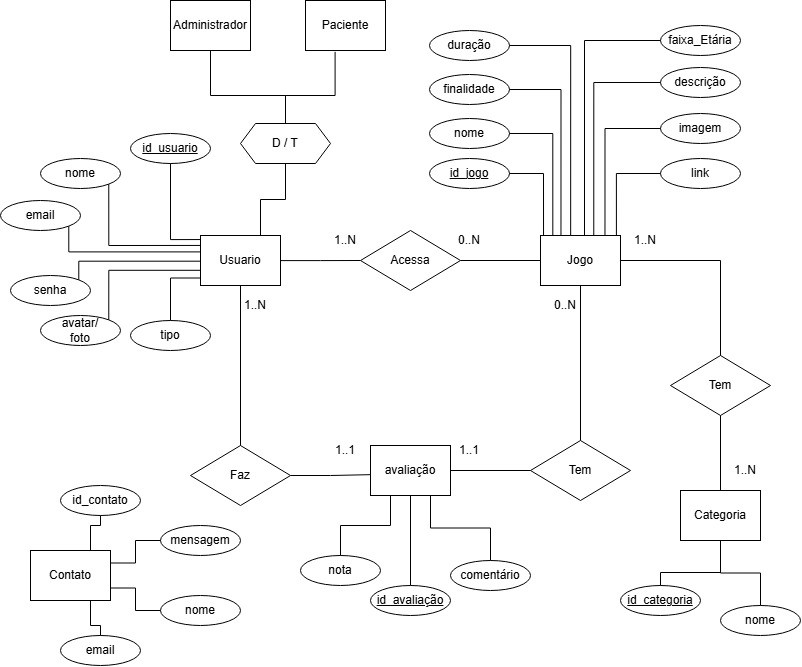 Administrador
Paciente
duração
faixa_Etária
finalidade
descrição
nome
imagem
id_jogo
link
D / T
id_usuario
nome
email
senha
avatar/
foto
tipo
Usuario
1..N
Acessa
0..N
Jogo
1..N
1..N
0..N
Tem
Faz
1..1
avaliação
1..1
Tem
1..N
Categoria
id_contato
mensagem
Contato
nome
email
nota
id_avaliação
comentário
id_categoria
nome